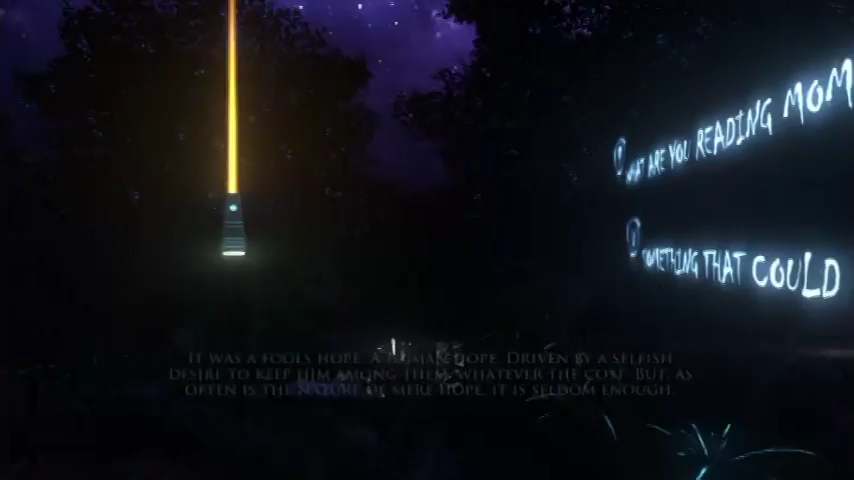 WHAT ARE YOU READING MOM
SOMETHING THAT COULD
IT WAS A FOOLS HOPE. A HUMAN HOPE. DRIVEN BY A SELFISH
DESIRE TO KEEP HIM AMONG THEM, WHATEVER THE COST. BUT, AS
OFTEN IS THE NATURE OF MERE HOPE, IT IS SELDOM ENOUGH.